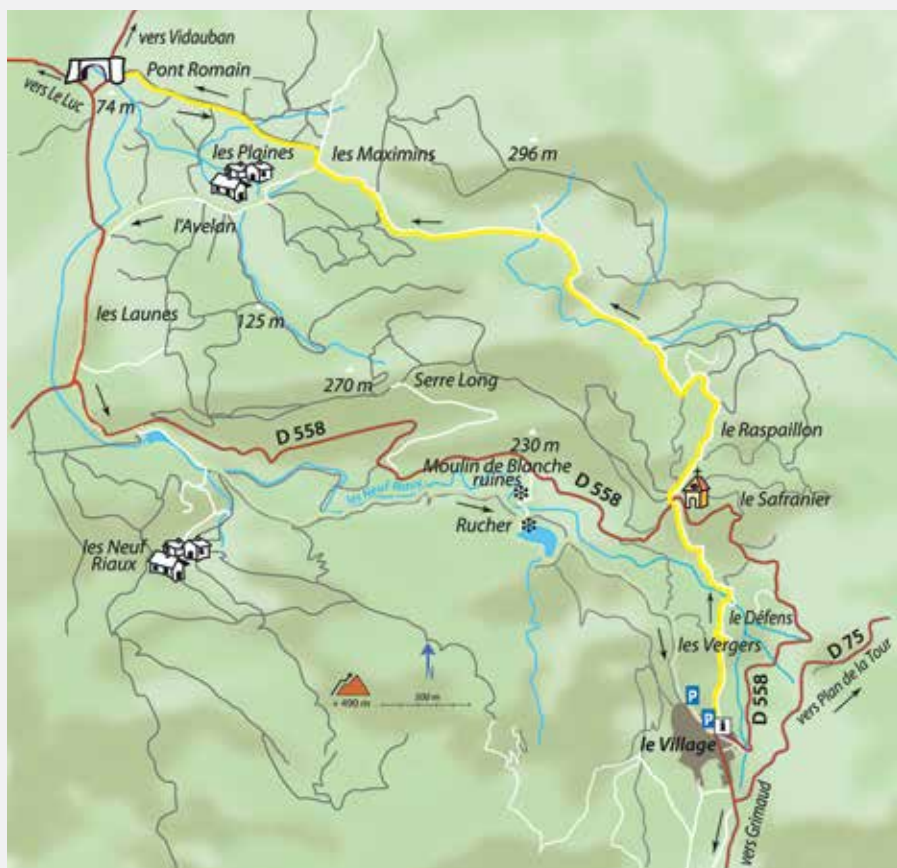 vers Vidauban
Pont Romain
vers Le Luc
74 m
les Plaines
les Maximins
296 m
l'Avelan
les Launes
125 m
270 m
Serre Long
D 558
le Raspaillon
230 m
Moulin de Blanche
ruines
les Neuf Riaux
D 558
le Safranier
Rucher
les Neuf
Riaux
le Défens
les Vergers
D 75
vers Plan de la Tour
D 558
+ 490 m
500 m
P
P
i
le Village
vers Grimaud